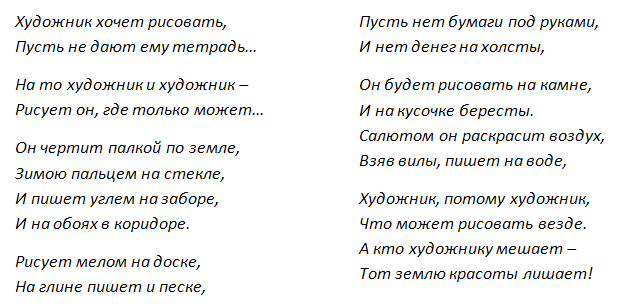 Художник хочет рисовать,
Пусть не дают ему тетрадь...
На то художник и художник –
Рисует он, где только может...
Он чертит палкой по земле,
Зимою пальцем на стекле,
И пишет углем на заборе,
И на обоях в коридоре.
Рисует мелом на доске,
На глине пишет и песке,
Пусть нет бумаги под руками,
И нет денег на холсты,
Он будет рисовать на камне,
И на кусочке бересты.
Салютом он раскрасит воздух,
Взяв вилы, пишет на воде,
Художник, потому художник,
Что может рисовать везде.
А кто художнику мешает –
Тот землю красоты лишает!